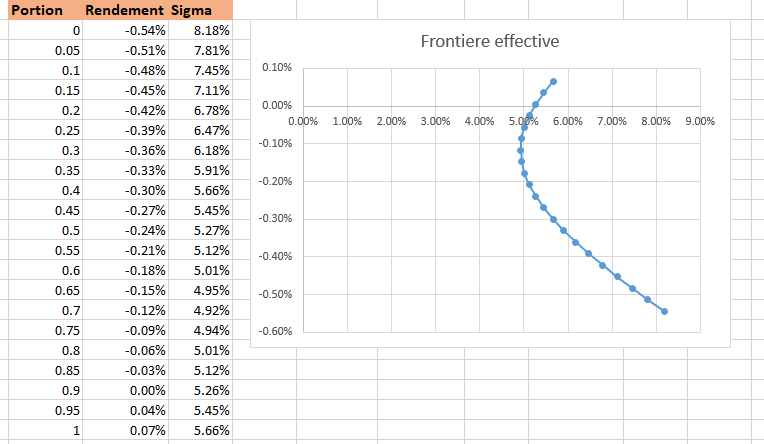 Portion Rendement Sigma
0 -0.54% 8.18%
0.05 -0.51% 7.81%
0.1 -0.48% 7.45%
0.15 -0.45% 7.11%
0.2 -0.42% 6.78%
0.25 -0.39% 6.47%
0.3 -0.36% 6.18%
0.35 -0.33% 5.91%
0.4 -0.30% 5.66%
0.45 -0.27% 5.45%
0.5 -0.24% 5.27%
0.55 -0.21% 5.12%
0.6 -0.18% 5.01%
0.65 -0.15% 4.95%
0.7 -0.12% 4.92%
0.75 -0.09% 4.94%
0.8 -0.06% 5.01%
0.85 -0.03% 5.12%
0.9 0.00% 5.26%
0.95 0.04% 5.45%
1 0.07% 5.66%
Frontiere effective
0.10%
0.00%
0.00% 1.00% 2.00% 3.00% 4.00% 5.00% 6.00% 7.00% 8.00% 9.00%
-0.10%
-0.20%
-0.30%
-0.40%
-0.50%
-0.60%